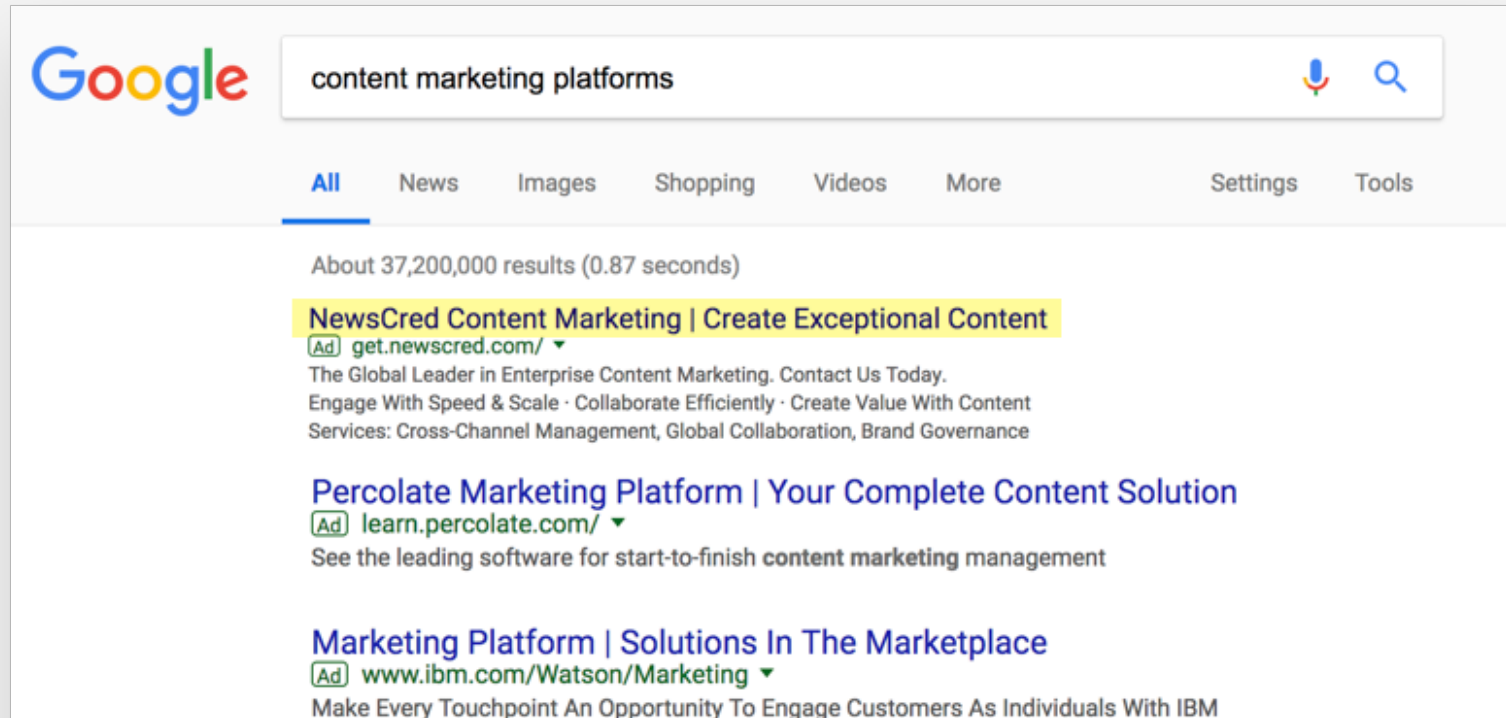 Google
content marketing platforms
All News Images Shopping Videos More Settings Tools
About 37,200,000 results (0.87 seconds)
NewsCred Content Marketing | Create Exceptional Content
Ad get.newscred.com/
The Global Leader in Enterprise Content Marketing. Contact Us Today.
Engage With Speed & Scale · Collaborate Efficiently · Create Value With Content
Services: Cross-Channel Management, Global Collaboration, Brand Governance
Percolate Marketing Platform | Your Complete Content Solution
Ad learn.percolate.com/
See the leading software for start-to-finish content marketing management
Marketing Platform | Solutions In The Marketplace
Ad www.ibm.com/Watson/Marketing
Make Every Touchpoint An Opportunity To Engage Customers As Individuals With IBM